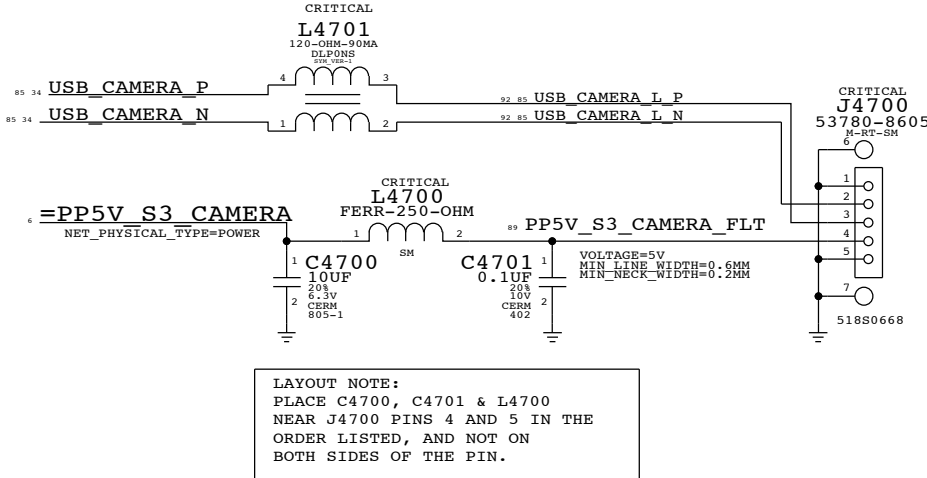 CRITICAL
L4701
120-OHM-90MA
DLP0NS
SYM_VER-1
4 3
85 34 USB_CAMERA_P
92 85 USB_CAMERA_L_P
85 34 USB_CAMERA_N
1 2
92 85 USB_CAMERA_L_N
CRITICAL
J4700
53780-8605
M-RT-SM
6
1
2
3
4
5
7
518S0668
6 =PP5V_S3_CAMERA
NET_PHYSICAL_TYPE=POWER
CRITICAL
L4700
FERR-250-OHM
1 2
SM
89 PP5V_S3_CAMERA_FLT
VOLTAGE=5V
MIN_LINE_WIDTH=0.6MM
MIN_NECK_WIDTH=0.2MM
1 C4700
10UF
20%
2 6.3V
CERM
805-1
C4701 1
0.1UF
20%
10V 2
CERM
402
LAYOUT NOTE:
PLACE C4700, C4701 & L4700
NEAR J4700 PINS 4 AND 5 IN THE
ORDER LISTED, AND NOT ON
BOTH SIDES OF THE PIN.